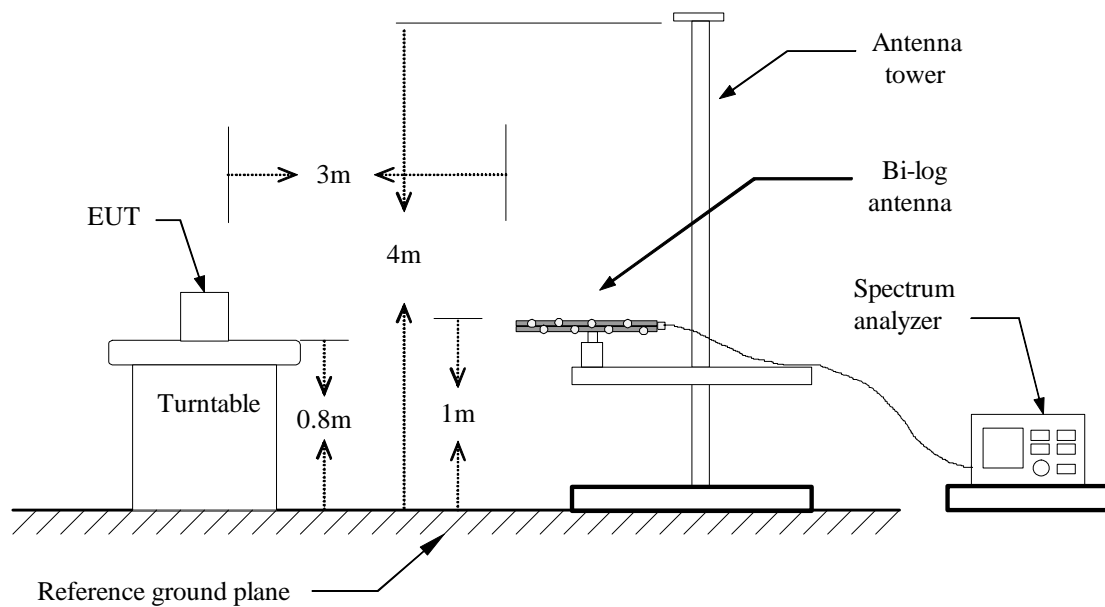 Antenna
tower
3m
Bi-log
antenna
EUT
4m
Spectrum
analyzer
Turntable
0.8m
1m
Reference ground plane